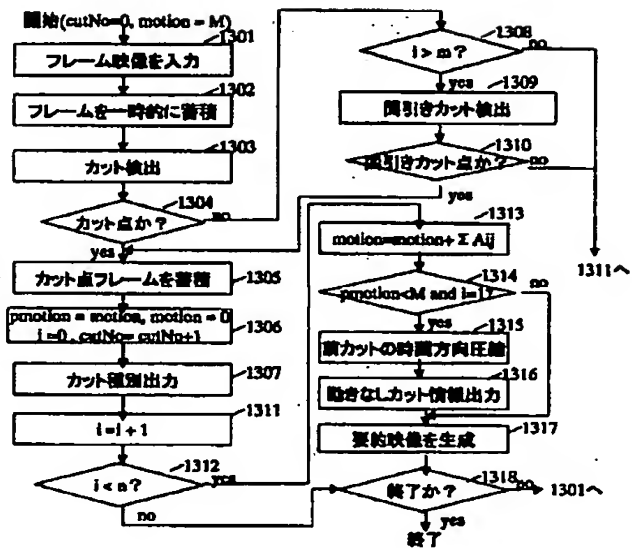 開始(cutNo=0, motion = M)
1301
フレーム映像を入力
1302
フレームを一時的に蓄積
1303
カット検出
1304
カット点か?
no
yes
カット点フレームを蓄積
1305
pmotion = motion, motion = 0
i=0, cutNo= cutNo+1
1306
カット種別出力
1307
1311
i=i+1
1312
i<n?
yes
no
1308
i>m?
no
yes
1309
間引きカット検出
1310
間引きカット点か?
no
yes
1313
motion=motion+ΣAij
1311へ
1314
pmotion<M and i=1?
no
yes
1315
前カットの時間方向圧縮
1316
動きなしカット情報出力
要約映像を生成
1317
1318
終了か?
no
1301へ
yes
終了